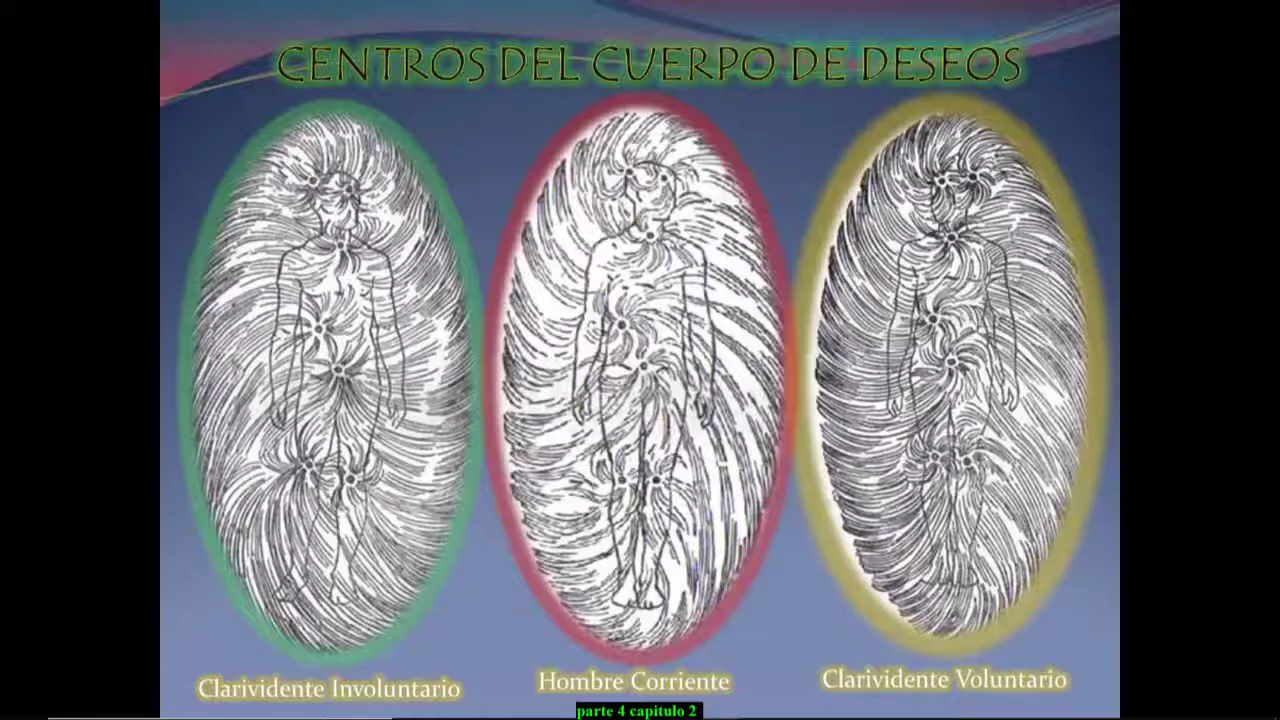 CENTROS DEL CUERPO DE DESEOS
Clarividente Involuntario
Hombre Corriente
Clarividente Voluntario
parte 4 capitulo 2